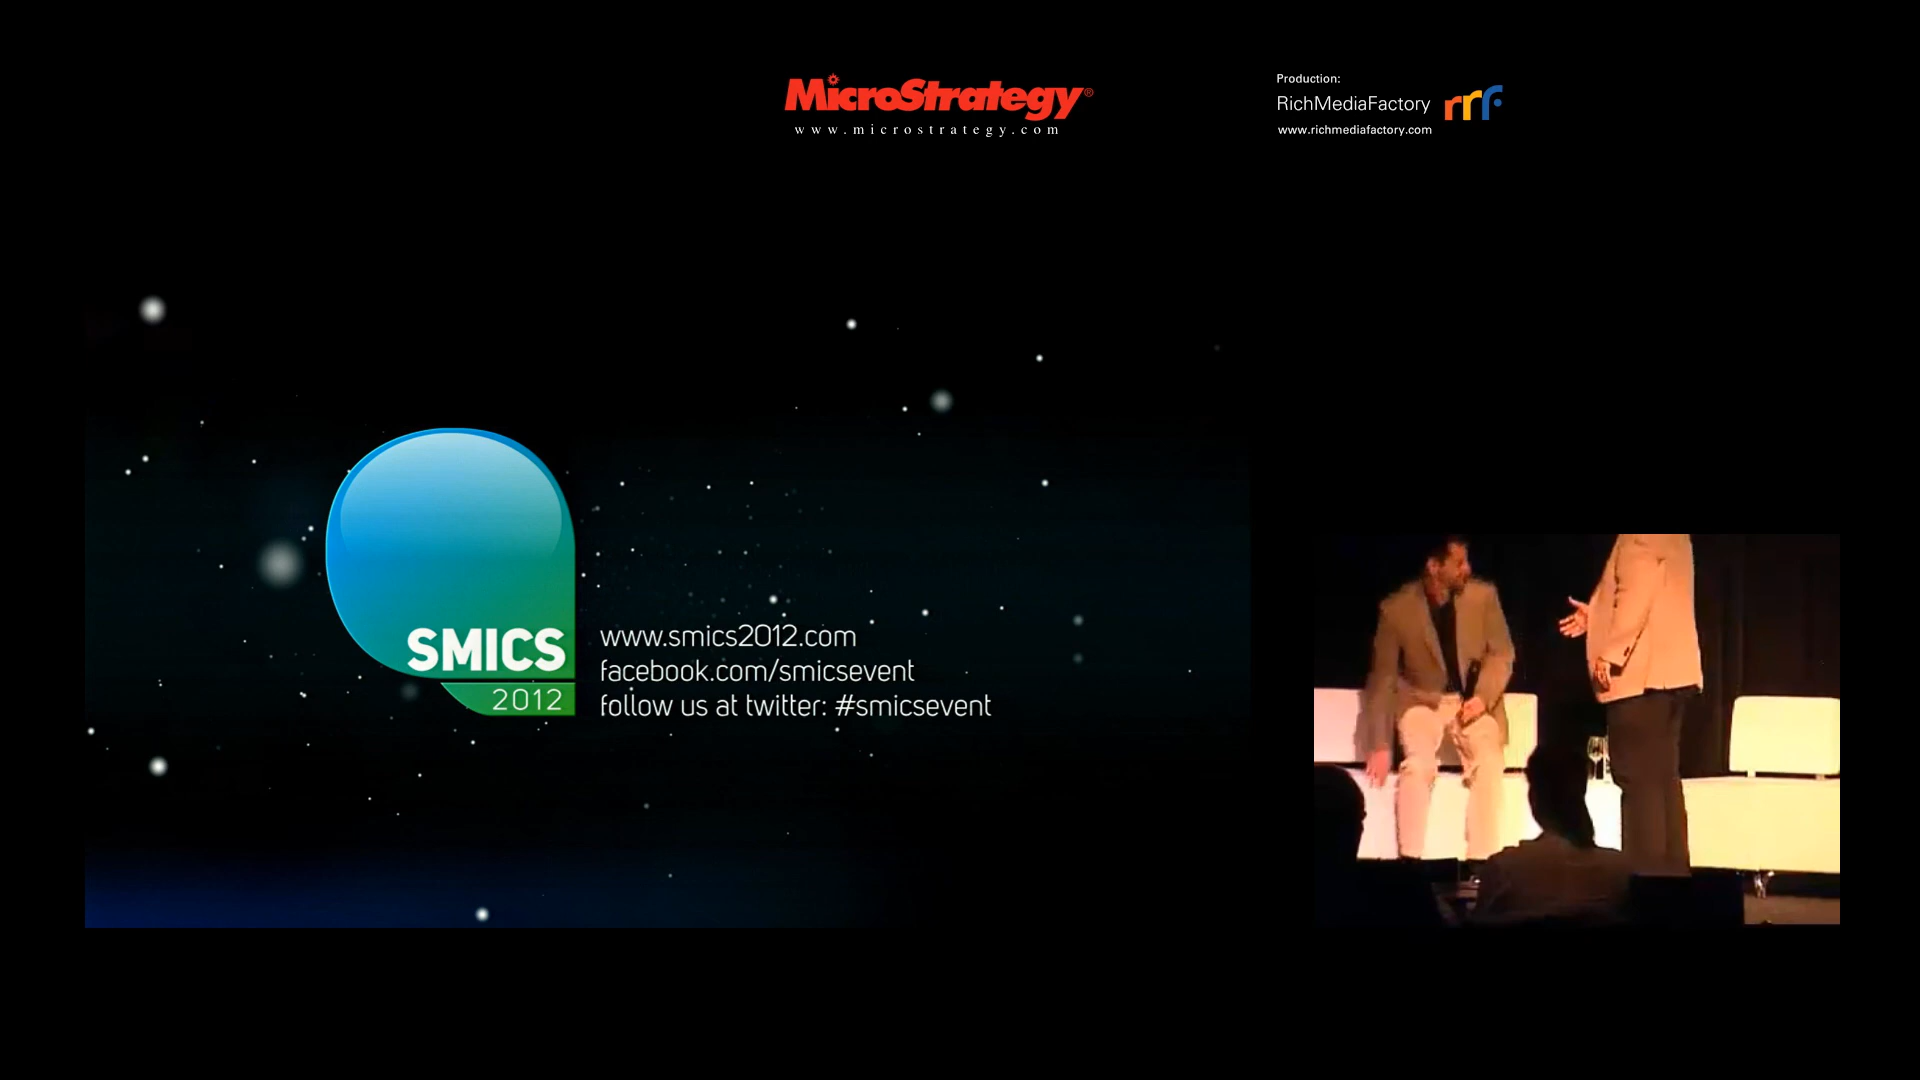 MicroStrategy®
www.microstrategy.com
Production:
RichMediaFactory
rrf
www.richmediafactory.com
SMICS
2012
www.smics2012.com
facebook.com/smicsevent
follow us at twitter: #smicsevent